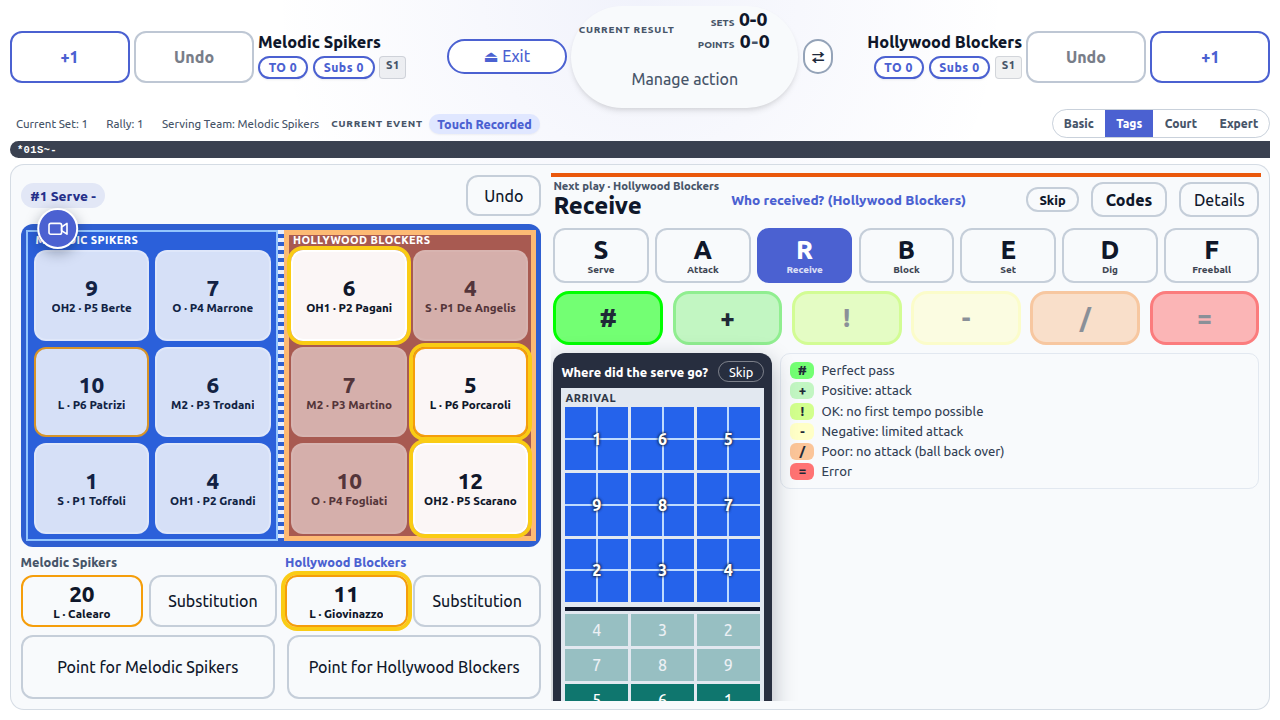 +1
Undo
Melodic Spikers
TO 0
Subs 0
S1
⏏ Exit
CURRENT RESULT
SETS 0-0
POINTS 0-0
Manage action
⇄
Hollywood Blockers
TO 0
Subs 0
S1
Undo
+1
Current Set: 1
Rally: 1
Serving Team: Melodic Spikers
CURRENT EVENT
Touch Recorded
Basic
Tags
Court
Expert
*01S~-
#1 Serve -
Undo
IC SPIKERS
HOLLYWOOD BLOCKERS
9
OH2 · P5 Berte
7
O · P4 Marrone
6
OH1 · P2 Pagani
4
S · P1 De Angelis
10
L · P6 Patrizi
6
M2 · P3 Trodani
7
M2 · P3 Martino
5
L · P6 Porcaroli
1
S · P1 Toffoli
4
OH1 · P2 Grandi
10
O · P4 Fogliati
12
OH2 · P5 Scarano
Melodic Spikers
Hollywood Blockers
20
L · Calearo
Substitution
11
L · Giovinazzo
Substitution
Point for Melodic Spikers
Point for Hollywood Blockers
Next play · Hollywood Blockers
Receive
Who received? (Hollywood Blockers)
Skip
Codes
Details
S
Serve
A
Attack
R
Receive
B
Block
E
Set
D
Dig
F
Freeball
#
+
!
-
/
=
Where did the serve go?
Skip
ARRIVAL
1 6 5
9 8 7
2 3 4
4 3 2
7 8 9
5 6 1
# Perfect pass
+ Positive: attack
! OK: no first tempo possible
- Negative: limited attack
/ Poor: no attack (ball back over)
= Error